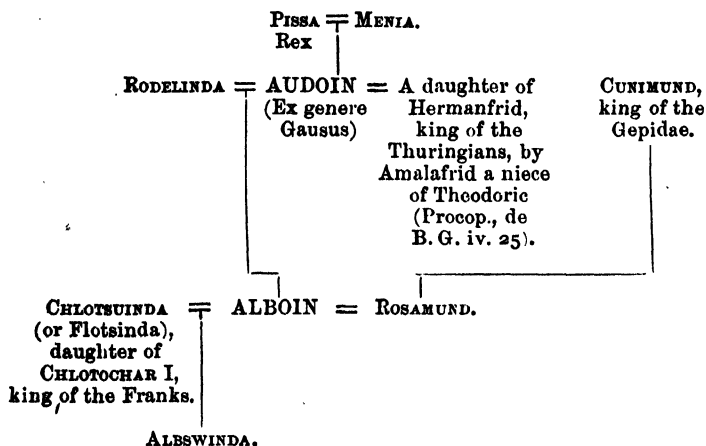 PISSA = MENIA.
Rex
RODELINDA = AUDOIN = A daughter of
(Ex genere Hermanfrid,
Gausus) king of the
Thuringians, by
Amalafrid a niece
of Theodoric
(Procop., de
B. G. iv. 25).
CUNIMUND,
king of the
Gepidae.
CHLOTSUINDA = ALBOIN = ROSAMUND.
(or Flotsinda),
daughter of
CHLOTOCHAR I,
king of the Franks.
ALBSWINDA.